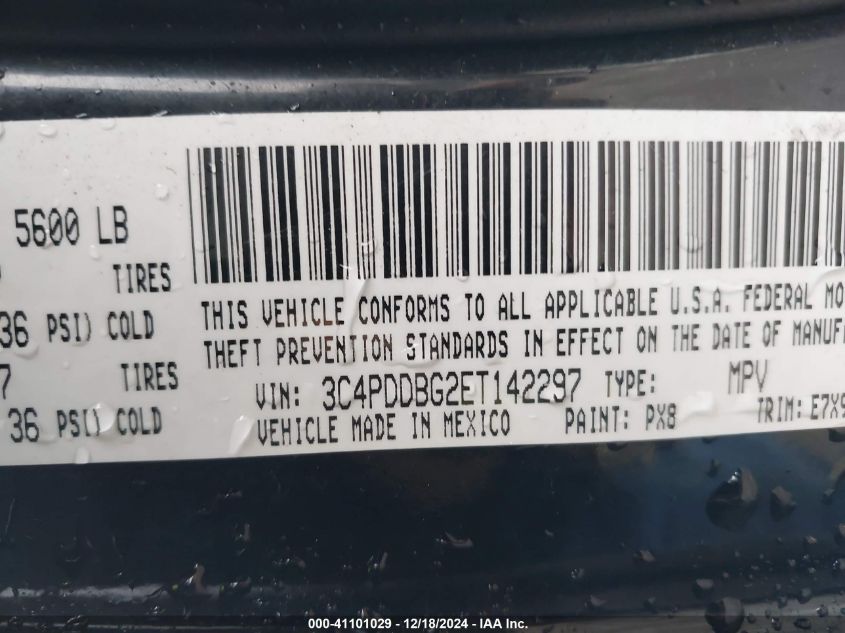 5600 LB
TIRES
36 PSI) COLD
7 PSID
36 PSI) COLD
THIS VEHICLE CONFORMS TO ALL APPLICABLE U.S.A. FEDERAL MO
THEFT PREVENTION STANDARDS IN EFFECT ON THE DATE OF MANUF
VIN: 3C4PDDBG2ET142297 TYPE: MPV
VEHICLE MADE IN MEXICO PAINT: PX8 TRIM: E7X9
000-41101029 - 12/18/2024 - IAA Inc.